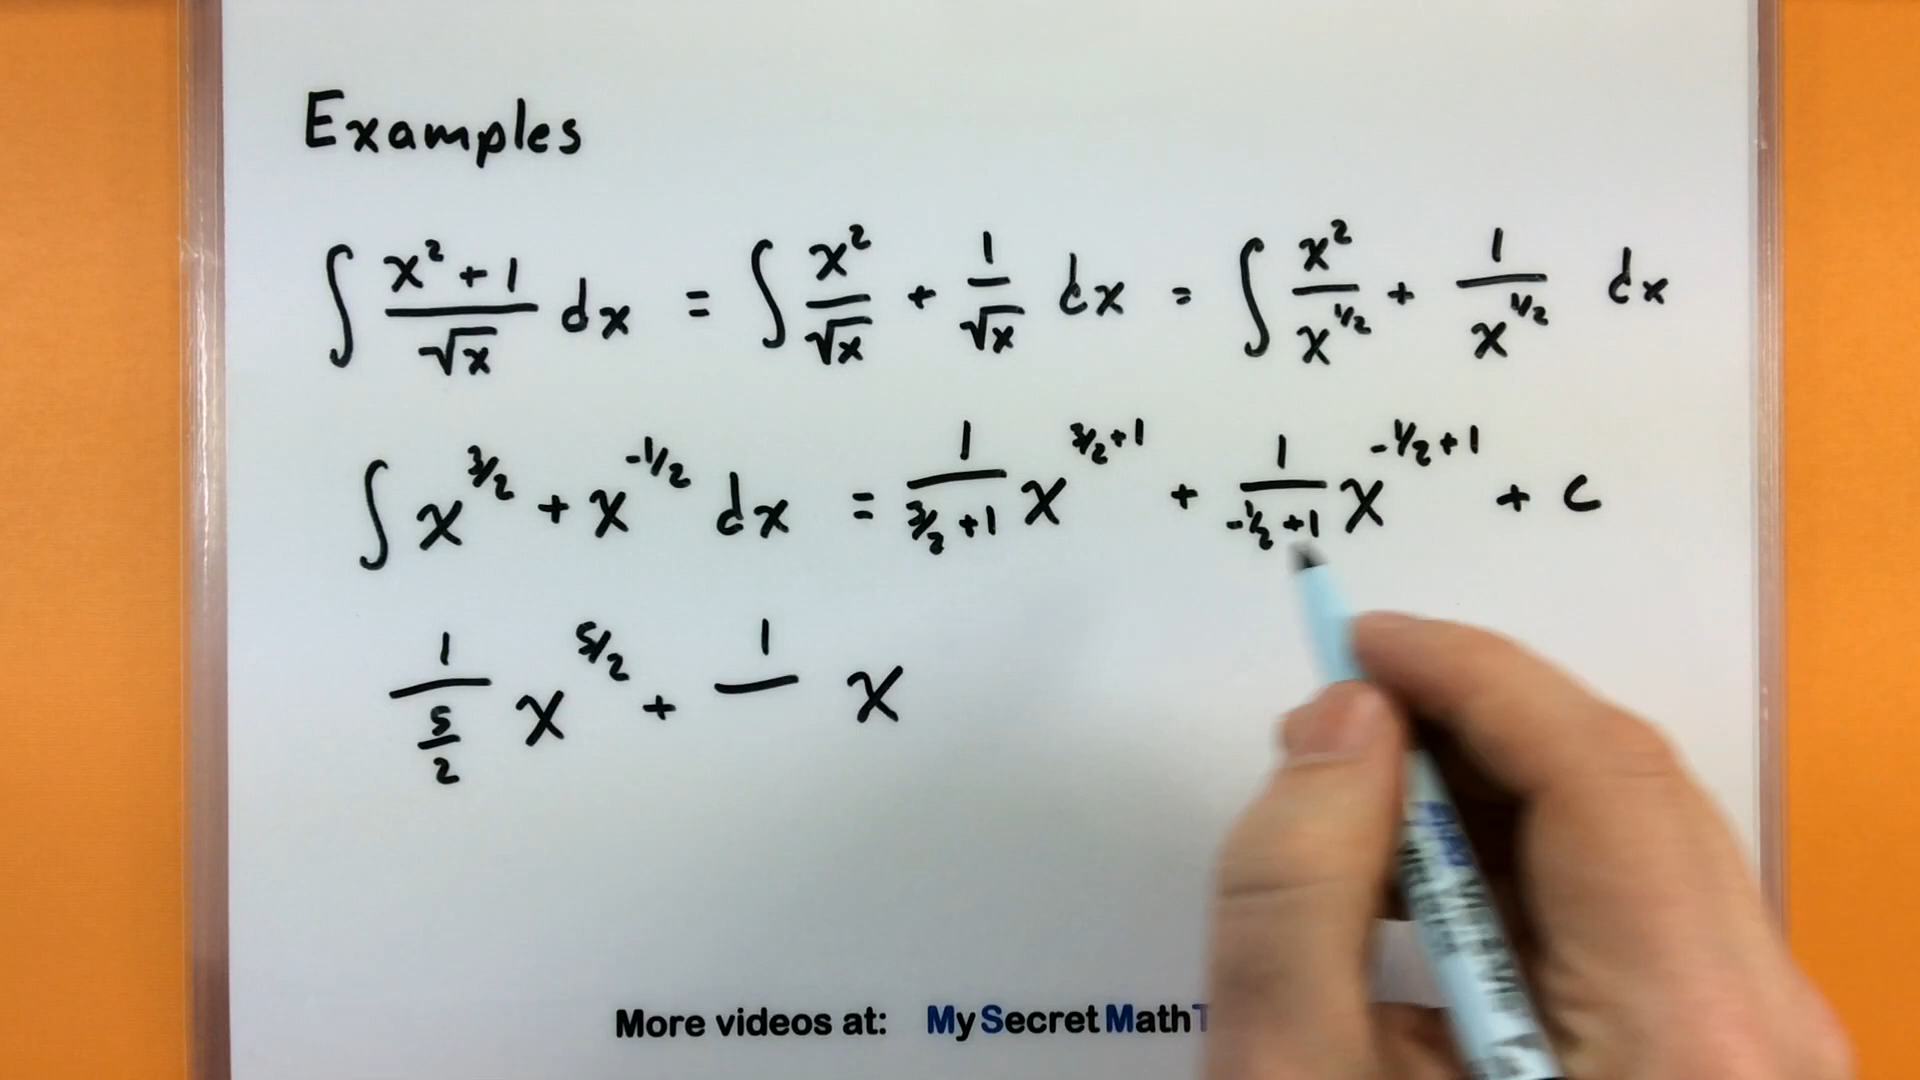 Examples
∫ (x² + 1)/√x dx = ∫ x²/√x + 1/√x dx = ∫ x²/x^(1/2) + 1/x^(1/2) dx
∫ x^(3/2) + x^(-1/2) dx = 1/(3/2 + 1) x^(3/2 + 1) + 1/(-1/2 + 1) x^(-1/2 + 1) + c
1/(5/2) x^(5/2) + 1/ x
More videos at: MySecretMathT